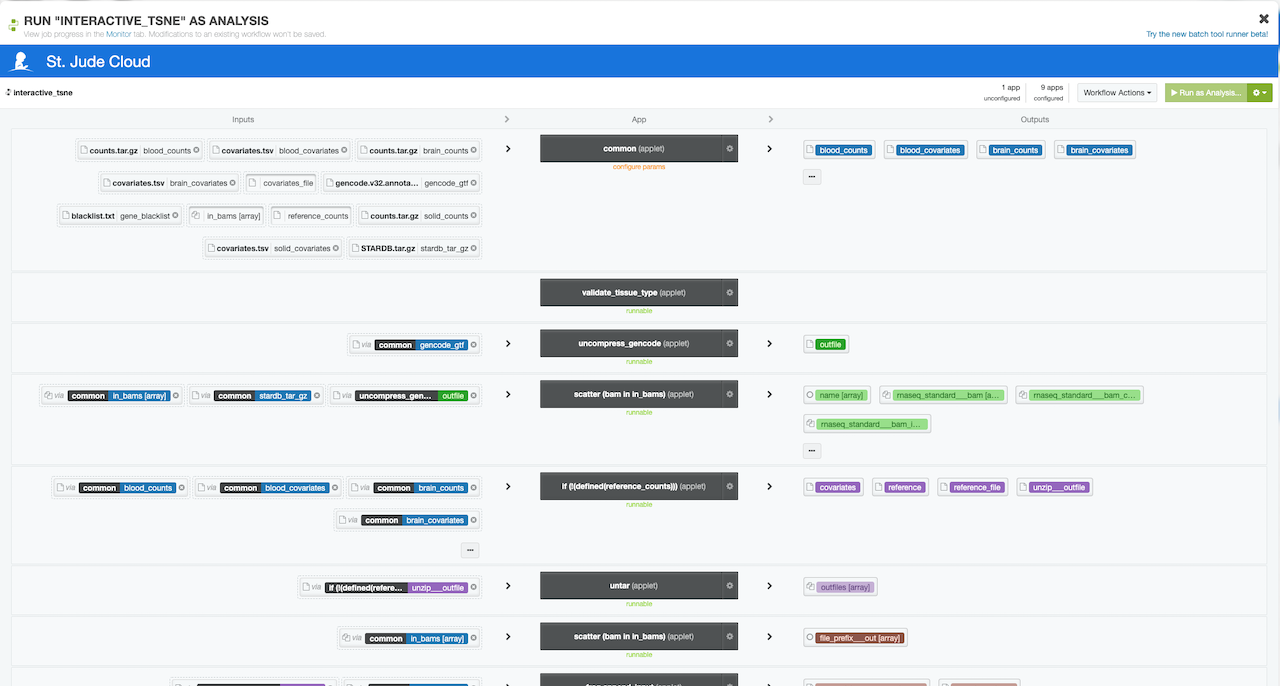 RUN "INTERACTIVE_TSNE" AS ANALYSIS
View job progress in the Monitor tab. Modifications to an existing workflow won't be saved.
Try the new batch tool runner beta!
St. Jude Cloud
interactive_tsne
1 app
unconfigured
9 apps
configured
Workflow Actions
Run as Analysis...
Inputs
App
Outputs
counts.tar.gz blood_counts
covariates.tsv blood_covariates
counts.tar.gz brain_counts
common (applet)
configure params
blood_counts
blood_covariates
brain_counts
brain_covariates
...
covariates.tsv brain_covariates
covariates_file
gencode.v32.annota... gencode_gtf
blacklist.txt gene_blacklist
in_bams [array]
reference_counts
counts.tar.gz solid_counts
covariates.tsv solid_covariates
STARDB.tar.gz stardb_tar_gz
validate_tissue_type (applet)
runnable
via common gencode_gtf
uncompress_gencode (applet)
runnable
outfile
via common in_bams [array]
via common stardb_tar_gz
via uncompress_gen... outfile
scatter (bam in in_bams) (applet)
runnable
name [array]
rnaseq_standard___bam [a...
rnaseq_standard___bam_c...
rnaseq_standard___bam_i...
...
via common blood_counts
via common blood_covariates
via common brain_counts
via common brain_covariates
...
if (!(defined(reference_counts))) (applet)
runnable
covariates
reference
reference_file
unzip___outfile
via if (!(defined(refere... unzip___outfile
untar (applet)
runnable
outfiles [array]
via common in_bams [array]
scatter (bam in in_bams) (applet)
runnable
file_prefix___out [array]